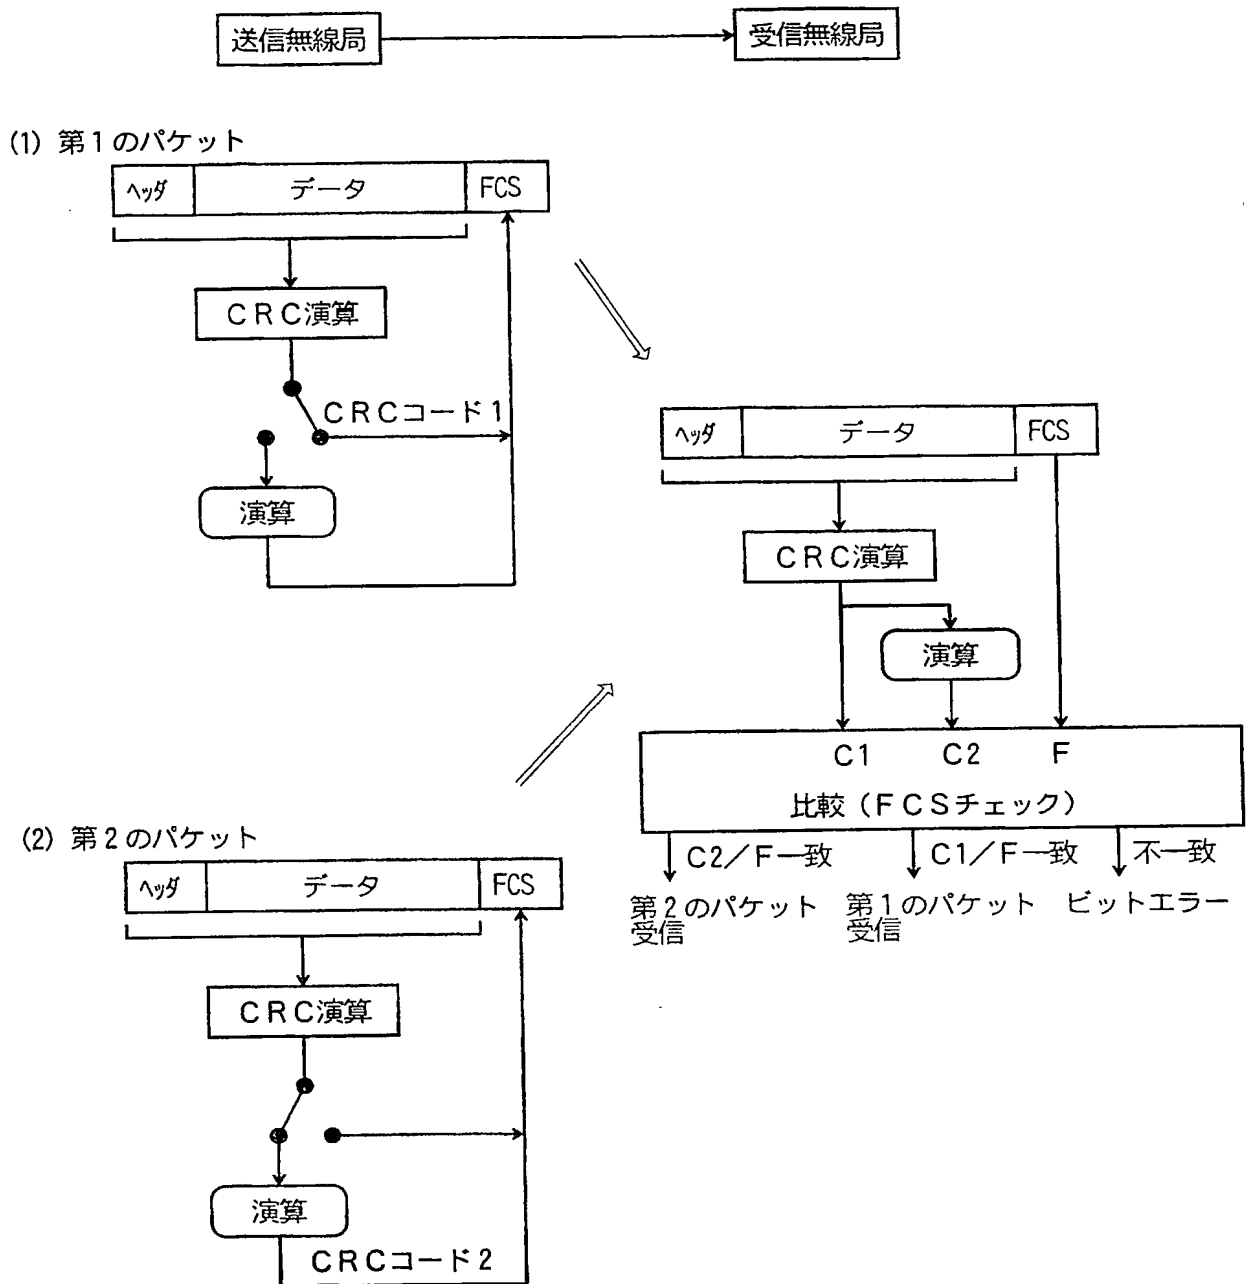 送信無線局
受信無線局
(1) 第1のパケット
ヘッダ データ FCS
CRC演算
CRCコード1
演算
ヘッダ データ FCS
CRC演算
演算
C1 C2 F
比較(FCSチェック)
C2/F一致 C1/F一致 不一致
第2のパケット受信
第1のパケット受信
ビットエラー
(2) 第2のパケット
ヘッダ データ FCS
CRC演算
演算
CRCコード2